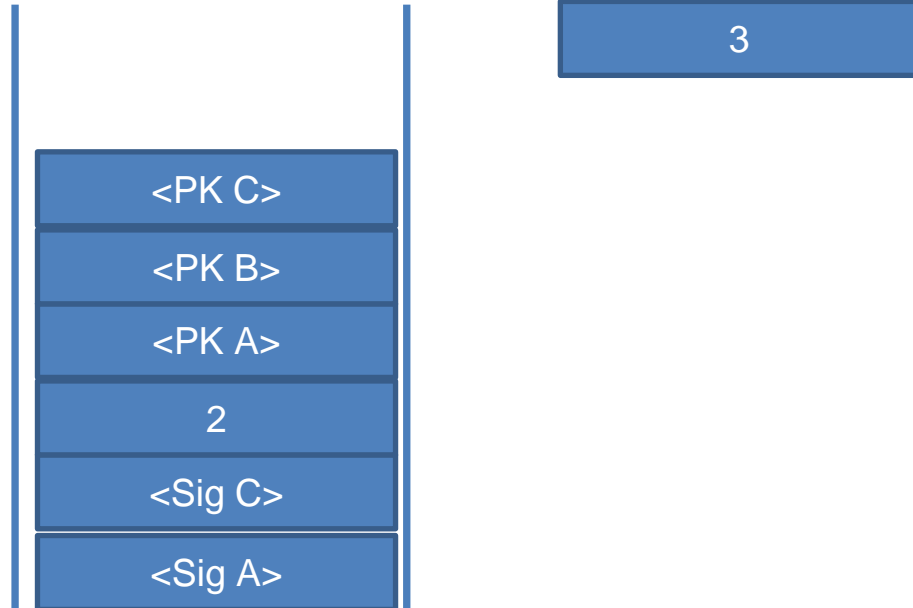 3
<PK C>
<PK B>
<PK A>
2
<Sig C>
<Sig A>